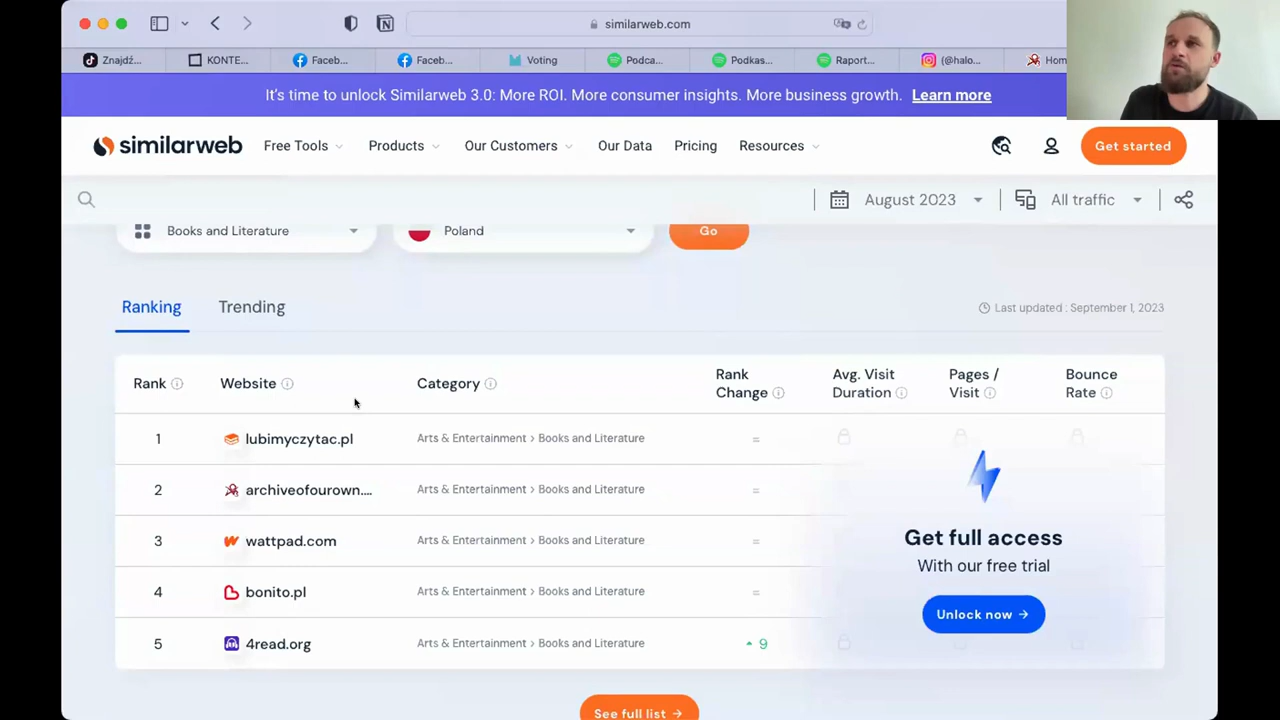 similarweb.com
Znajdź...
KONTE...
Faceb...
Faceb...
Voting
Podca...
Podkas...
Raport...
(@halo...
Hom
It's time to unlock Similarweb 3.0: More ROI. More consumer insights. More business growth. Learn more
similarweb
Free Tools
Products
Our Customers
Our Data
Pricing
Resources
Get started
August 2023
All traffic
Books and Literature
Poland
Go
Ranking
Trending
Last updated : September 1, 2023
Rank
Website
Category
Rank Change
Avg. Visit Duration
Pages / Visit
Bounce Rate
1 lubimyczytac.pl Arts & Entertainment > Books and Literature =
2 archiveofourown.... Arts & Entertainment > Books and Literature =
3 wattpad.com Arts & Entertainment > Books and Literature =
4 bonito.pl Arts & Entertainment > Books and Literature =
5 4read.org Arts & Entertainment > Books and Literature 9
Get full access
With our free trial
Unlock now →
See full list →